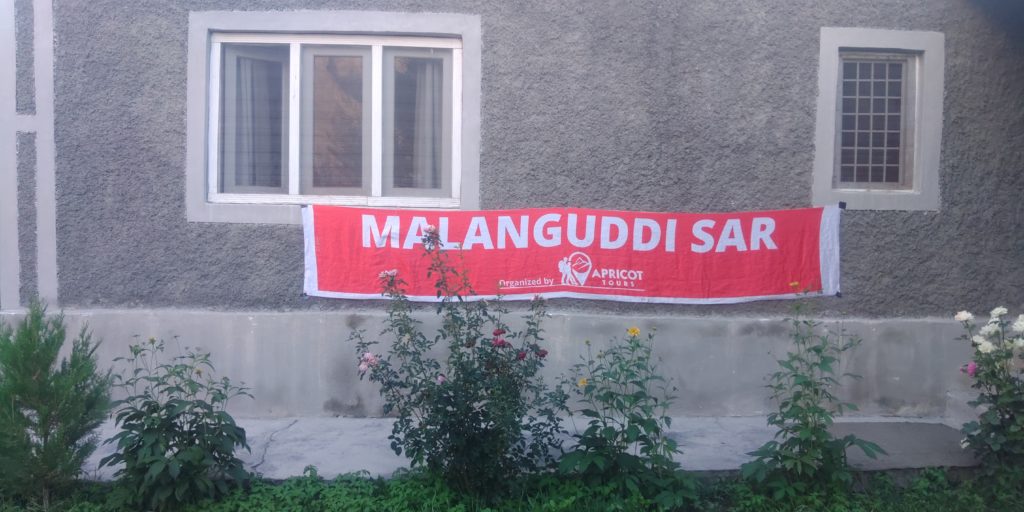 MALANGUDDI SAR
Organized by APRICOT
TOURS